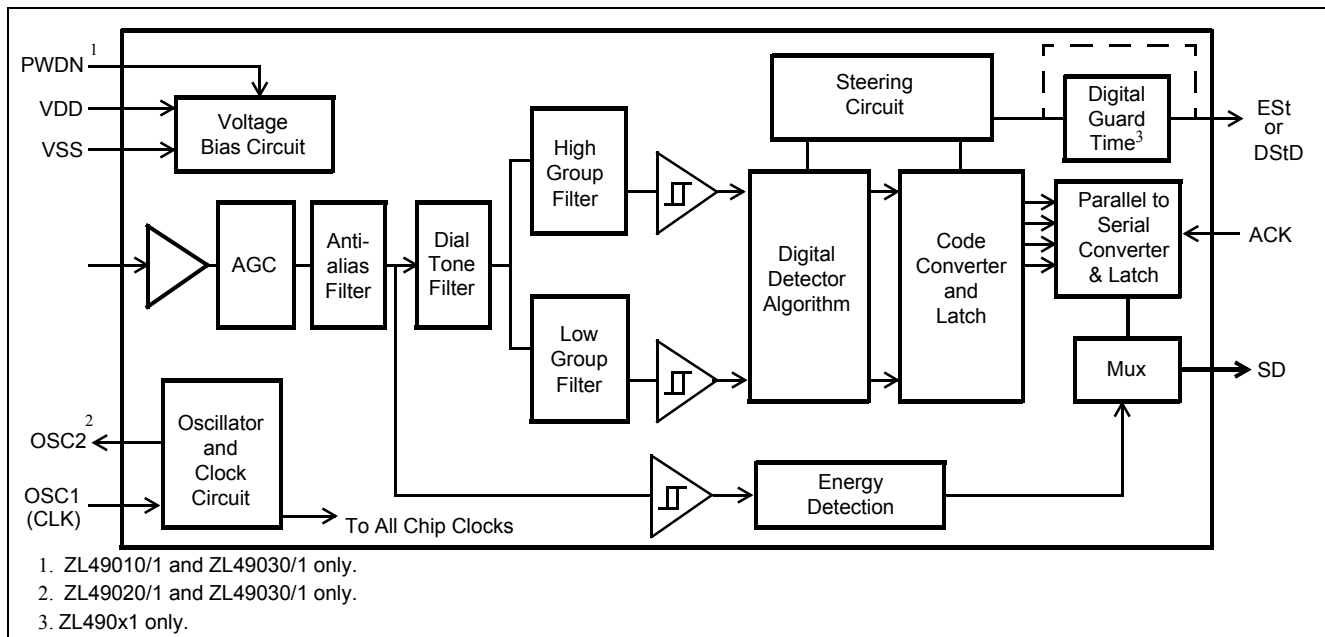 PWDN 1
VDD
VSS
Voltage
Bias Circuit
AGC
Anti-
alias
Filter
Dial
Tone
Filter
High
Group
Filter
Low
Group
Filter
Steering
Circuit
Digital
Detector
Algorithm
Code
Converter
and
Latch
Digital
Guard
Time3
ESt
or
DStD
Parallel to
Serial
Converter
& Latch
ACK
Mux
SD
OSC2 2
OSC1
(CLK)
Oscillator
and
Clock
Circuit
To All Chip Clocks
Energy
Detection
1. ZL49010/1 and ZL49030/1 only.
2. ZL49020/1 and ZL49030/1 only.
3. ZL490x1 only.